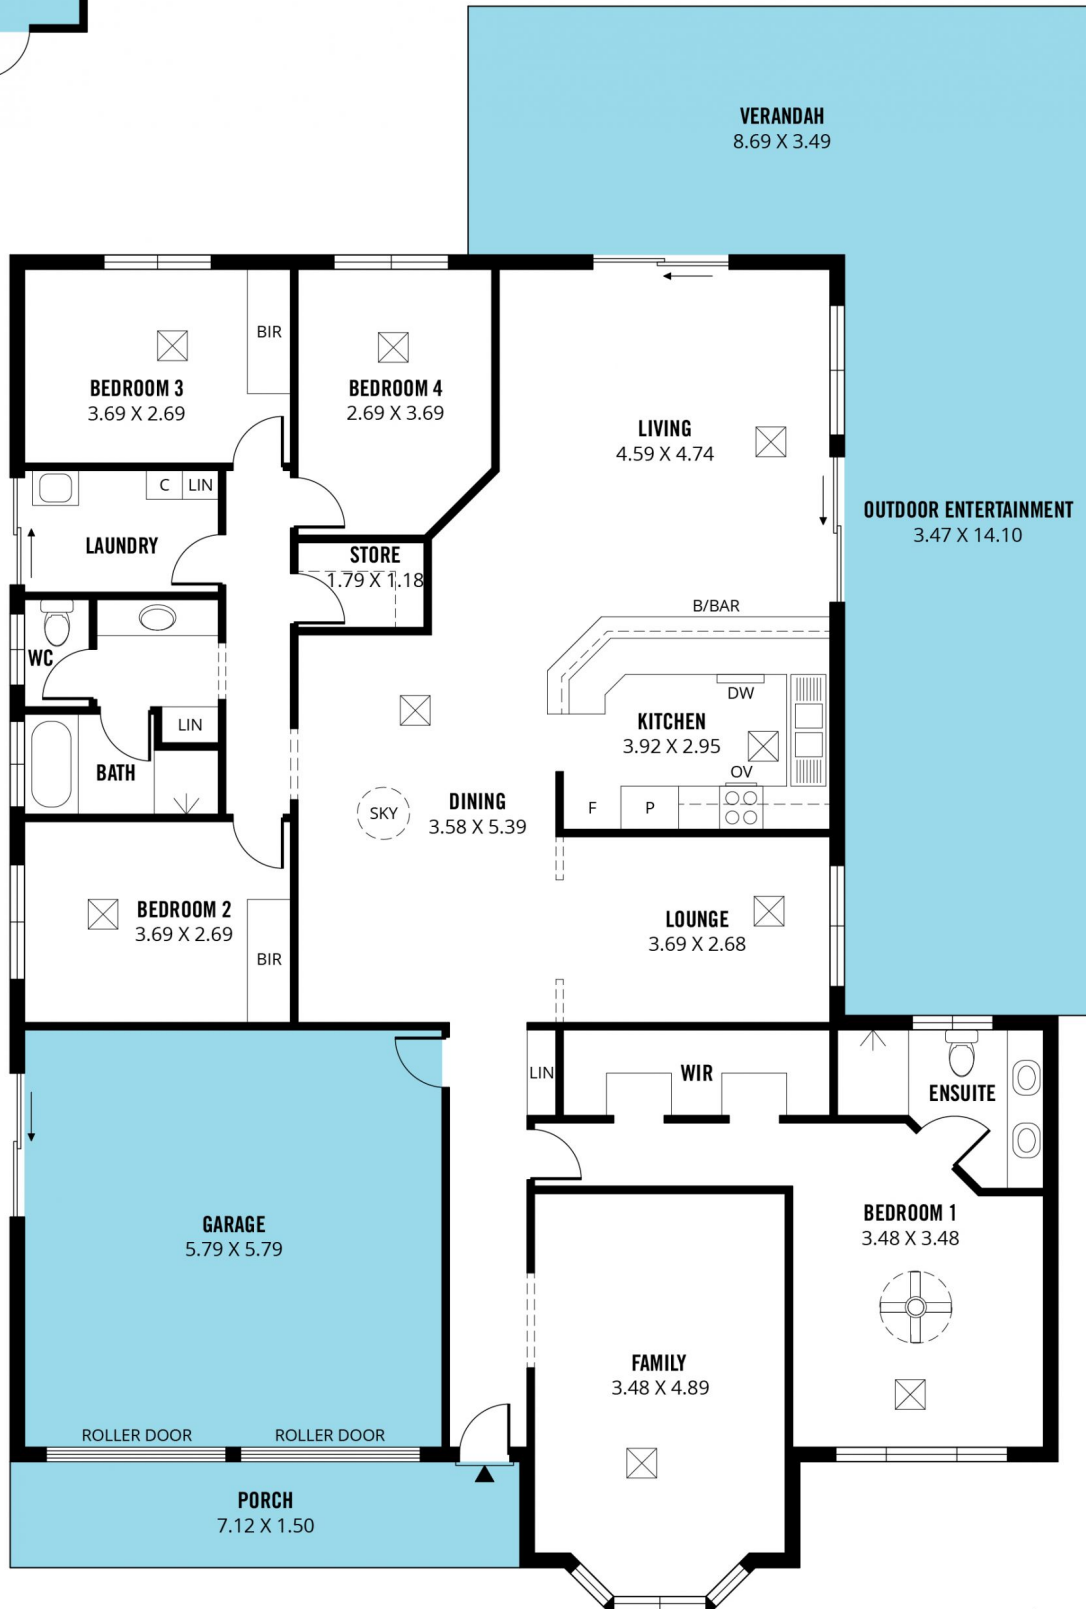 VERANDAH
8.69 X 3.49
BIR
BEDROOM 3
3.69 X 2.69
BEDROOM 4
2.69 X 3.69
LIVING
4.59 X 4.74
C
LIN
OUTDOOR ENTERTAINMENT
3.47 X 14.10
LAUNDRY
STORE
1.79 X 1.18
B/BAR
WC
DW
LIN
KITCHEN
3.92 X 2.95
BATH
OV
SKY
DINING
3.58 X 5.39
F
P
BEDROOM 2
3.69 X 2.69
BIR
LOUNGE
3.69 X 2.68
LIN
WIR
ENSUITE
GARAGE
5.79 X 5.79
BEDROOM 1
3.48 X 3.48
FAMILY
3.48 X 4.89
ROLLER DOOR
ROLLER DOOR
PORCH
7.12 X 1.50